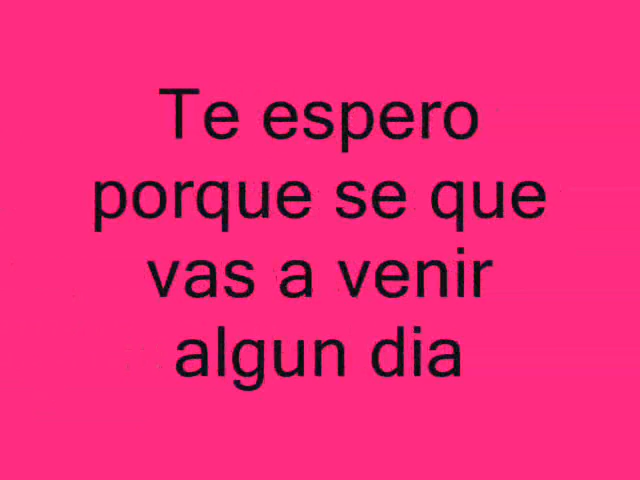 Te espero
porque se que
vas a venir
algun dia